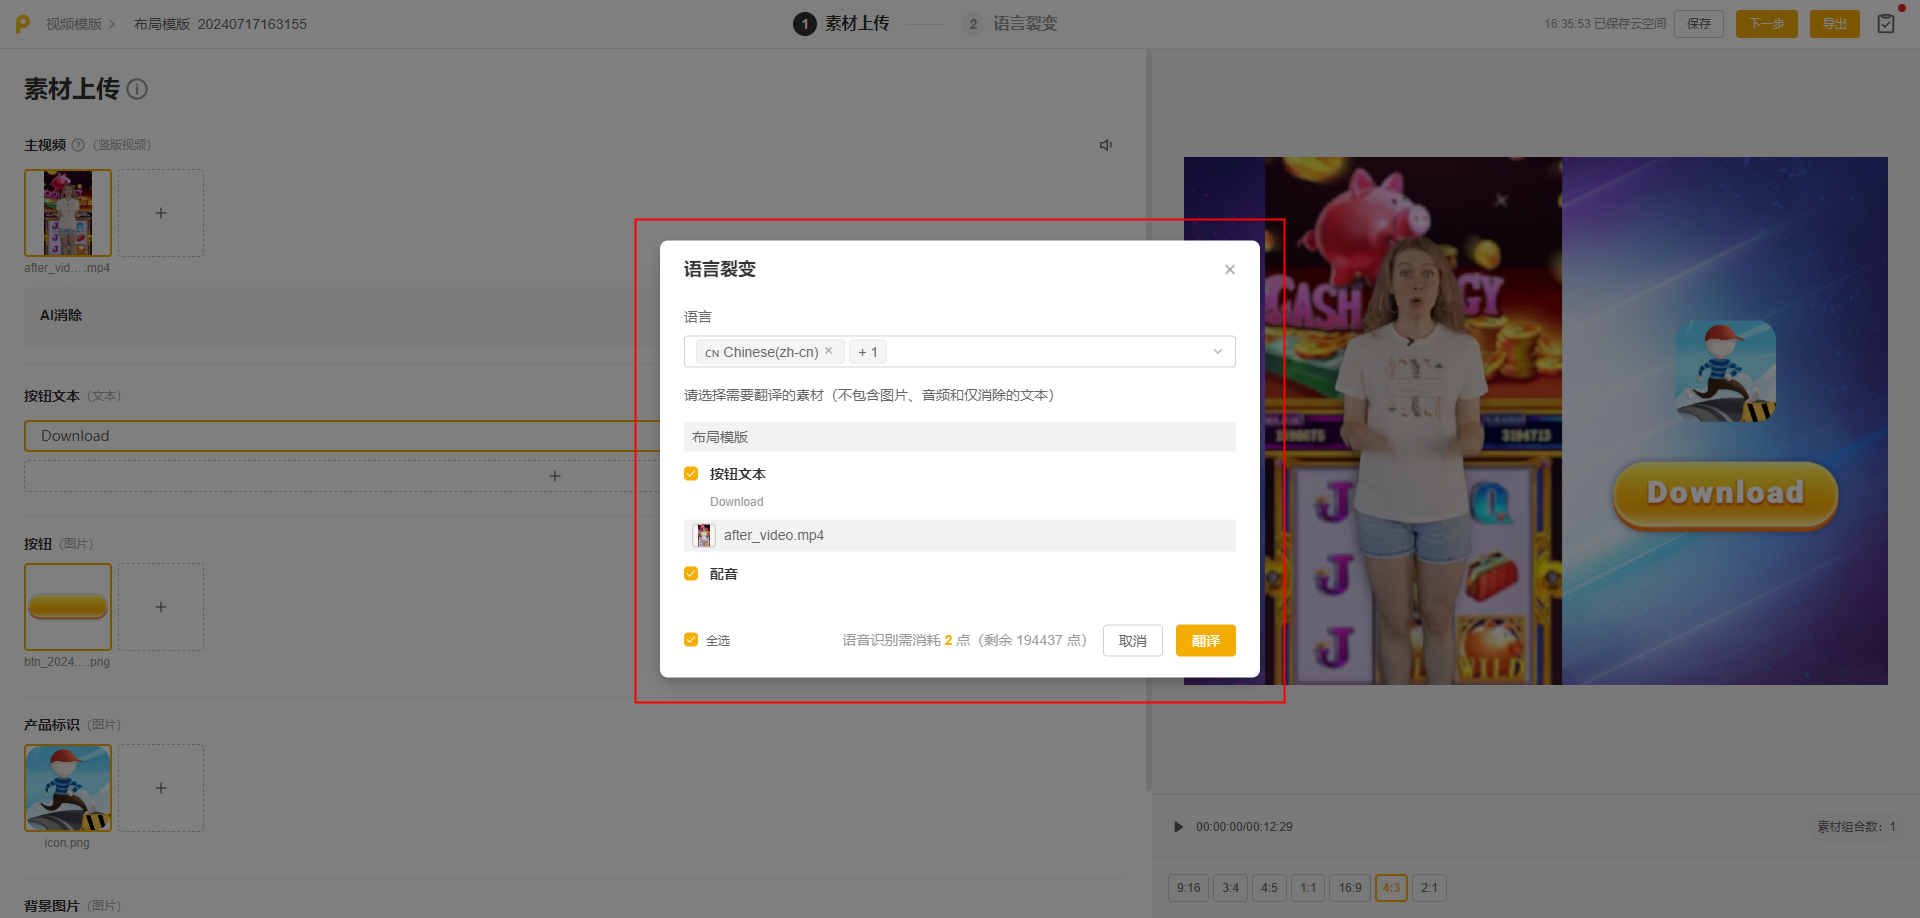 视频模版 > 布局模版 20240717163155
1 素材上传
2 语言裂变
16:35:53 已保存云空间
保存
下一步
导出
素材上传
主视频 (竖版视频)
after_vid....mp4
AI消除
按钮文本 (文本)
Download
按钮 (图片)
btn_2024....png
产品标识 (图片)
icon.png
背景图片 (图片)
语言裂变
语言
CN Chinese(zh-cn) ×
+ 1
请选择需要翻译的素材（不包含图片、音频和仅消除的文本）
布局模版
按钮文本
Download
after_video.mp4
配音
全选
语音识别需消耗 2 点（剩余 194437 点）
取消
翻译
CASH
GY
3194713
J
Q
J
J
WILD
Download
00:00:00/00:12:29
素材组合数：1
9:16
3:4
4:5
1:1
16:9
4:3
2:1